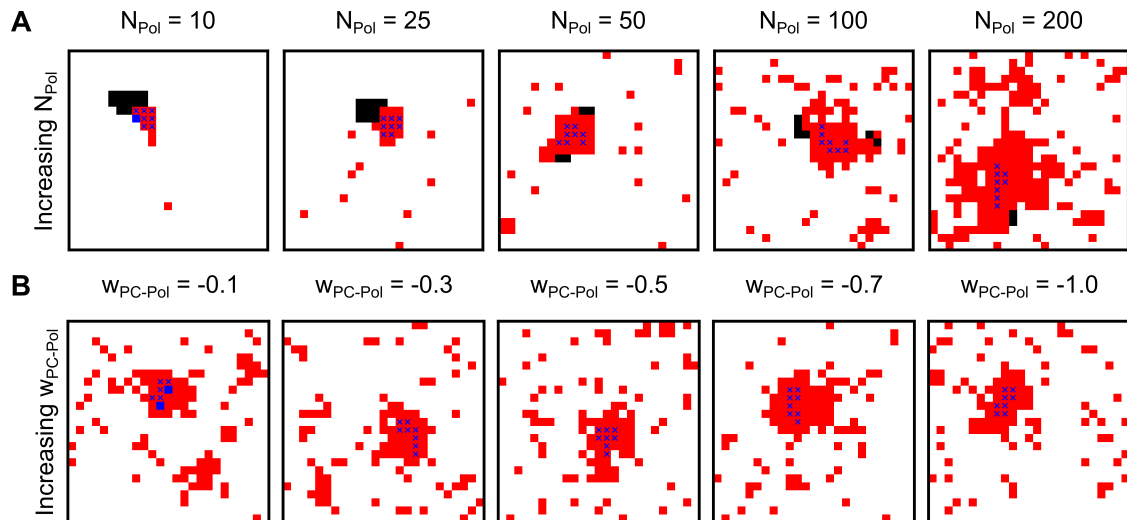 A
N_Pol = 10
N_Pol = 25
N_Pol = 50
N_Pol = 100
N_Pol = 200
Increasing N_Pol
B
w_PC-Pol = -0.1
w_PC-Pol = -0.3
w_PC-Pol = -0.5
w_PC-Pol = -0.7
w_PC-Pol = -1.0
Increasing w_PC-Pol